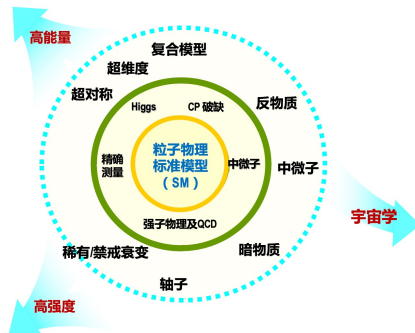 高能量
复合模型
超维度
超对称
反物质
Higgs
CP 破缺
粒子物理
标准模型
（SM）
精确
测量
中微子
中微子
宇宙学
强子物理及QCD
稀有/禁戒衰变
暗物质
轴子
高强度